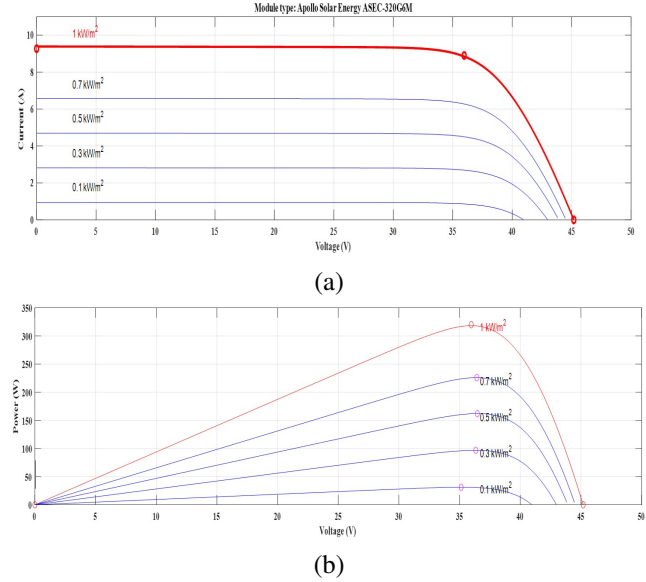 Module type: Apollo Solar Energy ASEC-320G6M
1 kW/m²
0.7 kW/m²
0.5 kW/m²
0.3 kW/m²
0.1 kW/m²
Current (A)
10
8
6
4
2
0
0 5 10 15 20 25 30 35 40 45 50
Voltage (V)
(a)
350
300
250
200
150
100
50
0
Power (W)
1 kW/m²
0.7 kW/m²
0.5 kW/m²
0.3 kW/m²
0.1 kW/m²
0 5 10 15 20 25 30 35 40 45 50
Voltage (V)
(b)